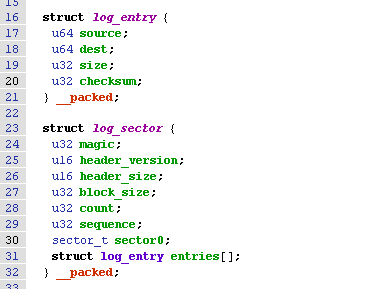 15
16 struct log_entry {
17 u64 source;
18 u64 dest;
19 u32 size;
20 u32 checksum;
21 } __packed;
22
23 struct log_sector {
24 u32 magic;
25 u16 header_version;
26 u16 header_size;
27 u32 block_size;
28 u32 count;
29 u32 sequence;
30 sector_t sector0;
31 struct log_entry entries[];
32 } __packed;
33